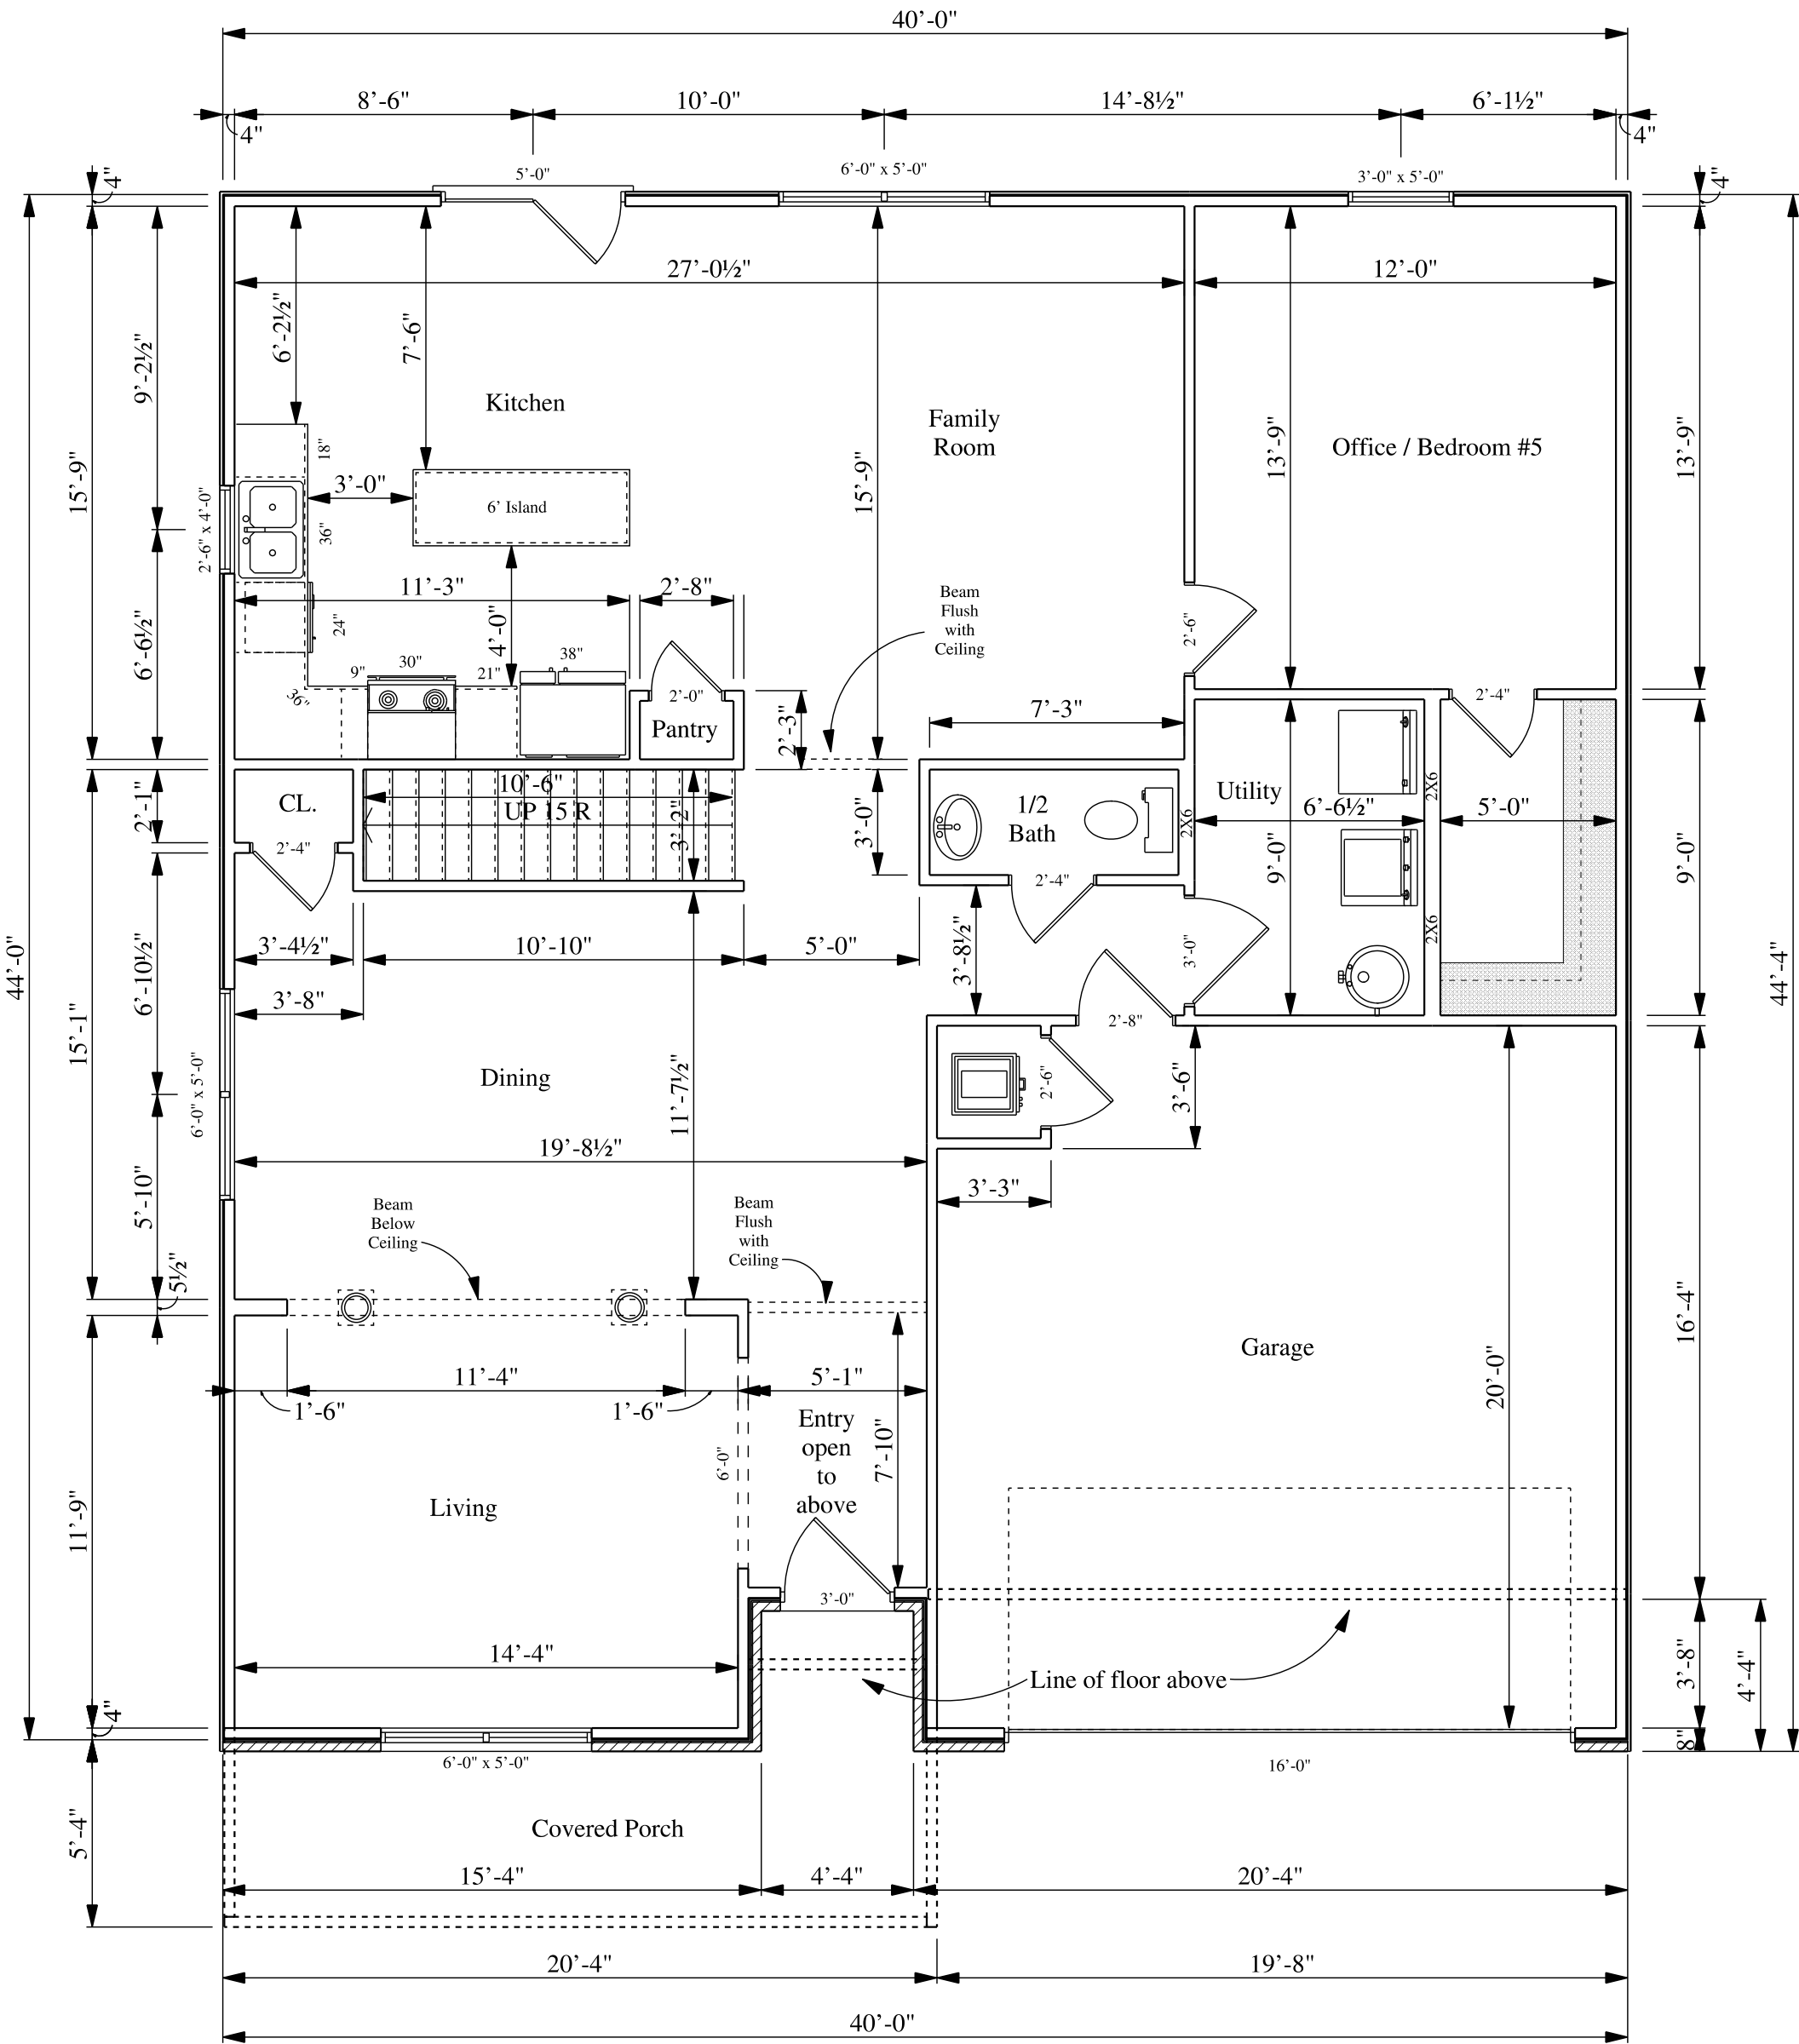 40'-0"
8'-6"
10'-0"
14'-8½"
6'-1½"
4"
4"
5'-0"
6'-0" x 5'-0"
3'-0" x 5'-0"
4"
4"
27'-0½"
12'-0"
6'-2½"
7'-6"
9'-2½"
15'-9"
15'-9"
13'-9"
13'-9"
Kitchen
Family
Room
Office / Bedroom #5
18"
3'-0"
6' Island
36"
2'-6" x 4'-0"
11'-3"
2'-8"
4'-0"
24"
6'-6½"
Beam
Flush
with
Ceiling
2'-6"
9"
30"
21"
38"
36"
2'-0"
Pantry
2'-3"
7'-3"
2'-4"
CL.
10'-6"
UP 15 R
3'-2"
2'-1"
2'-4"
3'-0"
1/2
Bath
2X6
2'-4"
Utility
6'-6½"
9'-0"
2X6
2X6
5'-0"
9'-0"
3'-4½"
10'-10"
5'-0"
3'-8½"
3'-0"
3'-8"
2'-8"
6'-10½"
44'-0"
44'-4"
15'-1"
6'-0" x 5'-0"
Dining
11'-7½"
2'-6"
3'-6"
19'-8½"
3'-3"
5'-10"
Beam
Below
Ceiling
Beam
Flush
with
Ceiling
5½"
16'-4"
Garage
20'-0"
11'-4"
5'-1"
1'-6"
1'-6"
Entry
open
to
above
7'-10"
6'-0"
Living
11'-9"
3'-0"
14'-4"
Line of floor above
3'-8"
4'-4"
4"
8"
6'-0" x 5'-0"
16'-0"
5'-4"
Covered Porch
15'-4"
4'-4"
20'-4"
20'-4"
19'-8"
40'-0"